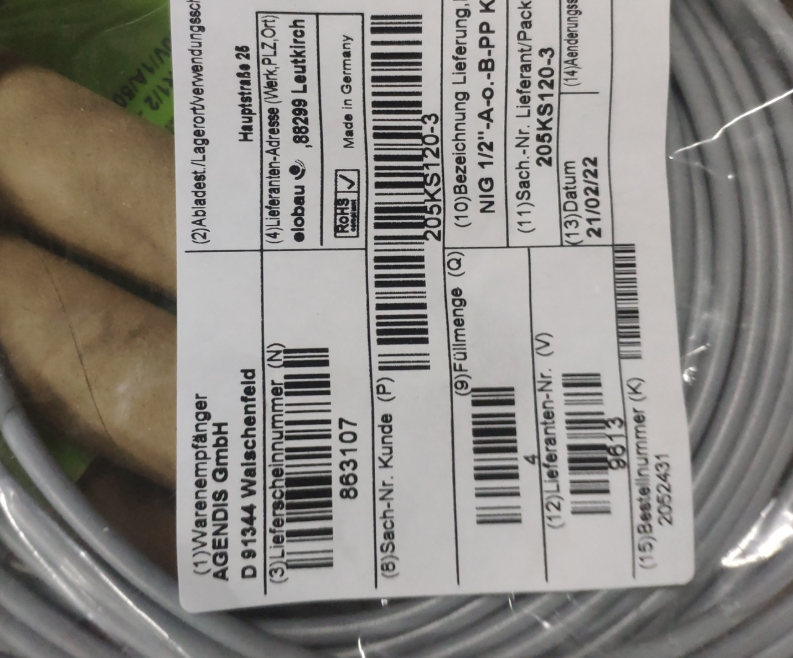 (1)Warenempfänger
AGENDIS GmbH
D 91344 Waischenfeld
(2)Abladest./Lagerort/verwendungssch
Hauptstraße 26
(3)Lieferscheinnummer (N)
863107
(4)Lieferanten-Adresse (Werk,PLZ,Ort)
elobau ,88299 Leutkirch
RoHS
compliant
Made in Germany
(8)Sach-Nr. Kunde (P)
205KS120-3
(9)Füllmenge (Q)
4
(10)Bezeichnung Lieferung,
NIG 1/2"-A-o.-B-PP K
(11)Sach.-Nr. Lieferant/Pack
205KS120-3
(12)Lieferanten-Nr. (V)
9613
(13)Datum
21/02/22
(14)Aenderungss
(15)Bestellnummer (K)
2052431